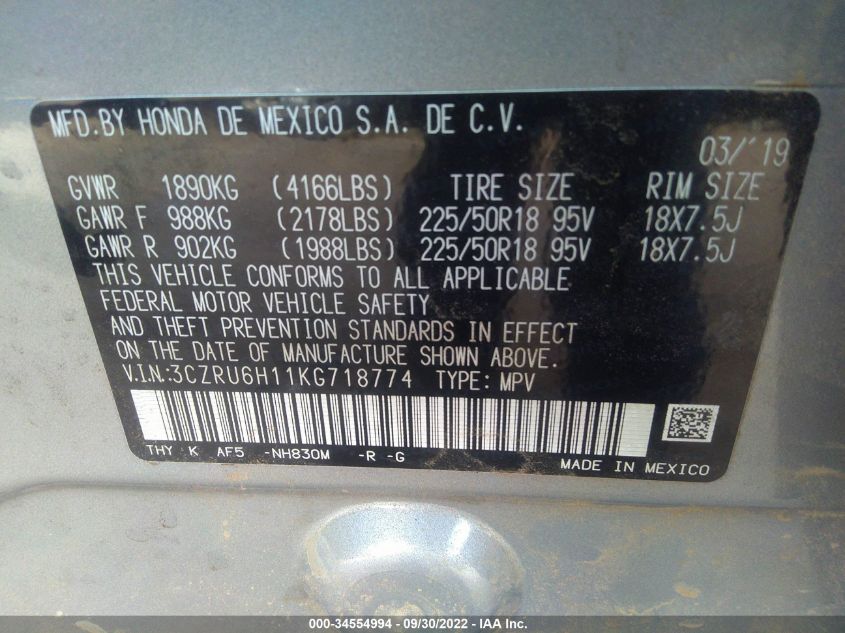 MFD.BY HONDA DE MEXICO S.A. DE C.V.
03/'19
GVWR 1890KG (4166LBS) TIRE SIZE RIM SIZE
GAWR F 988KG (2178LBS) 225/50R18 95V 18X7.5J
GAWR R 902KG (1988LBS) 225/50R18 95V 18X7.5J
THIS VEHICLE CONFORMS TO ALL APPLICABLE
FEDERAL MOTOR VEHICLE SAFETY
AND THEFT PREVENTION STANDARDS IN EFFECT
ON THE DATE OF MANUFACTURE SHOWN ABOVE.
V.I.N.:3CZRU6H11KG718774 TYPE: MPV
THY K AF5 -NH830M -R -G
MADE IN MEXICO
000-34554994 - 09/30/2022 - IAA Inc.